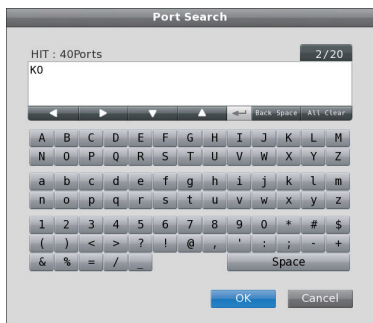 Port Search
HIT : 40Ports 2/20
KO
Back Space All Clear
A B C D E F G H I J K L M
N O P Q R S T U V W X Y Z
a b c d e f g h i j k l m
n o p q r s t u v w x y z
1 2 3 4 5 6 7 8 9 0 * # $
( ) < > ? ! @ , ' : ; - +
& % = / _ Space
OK Cancel